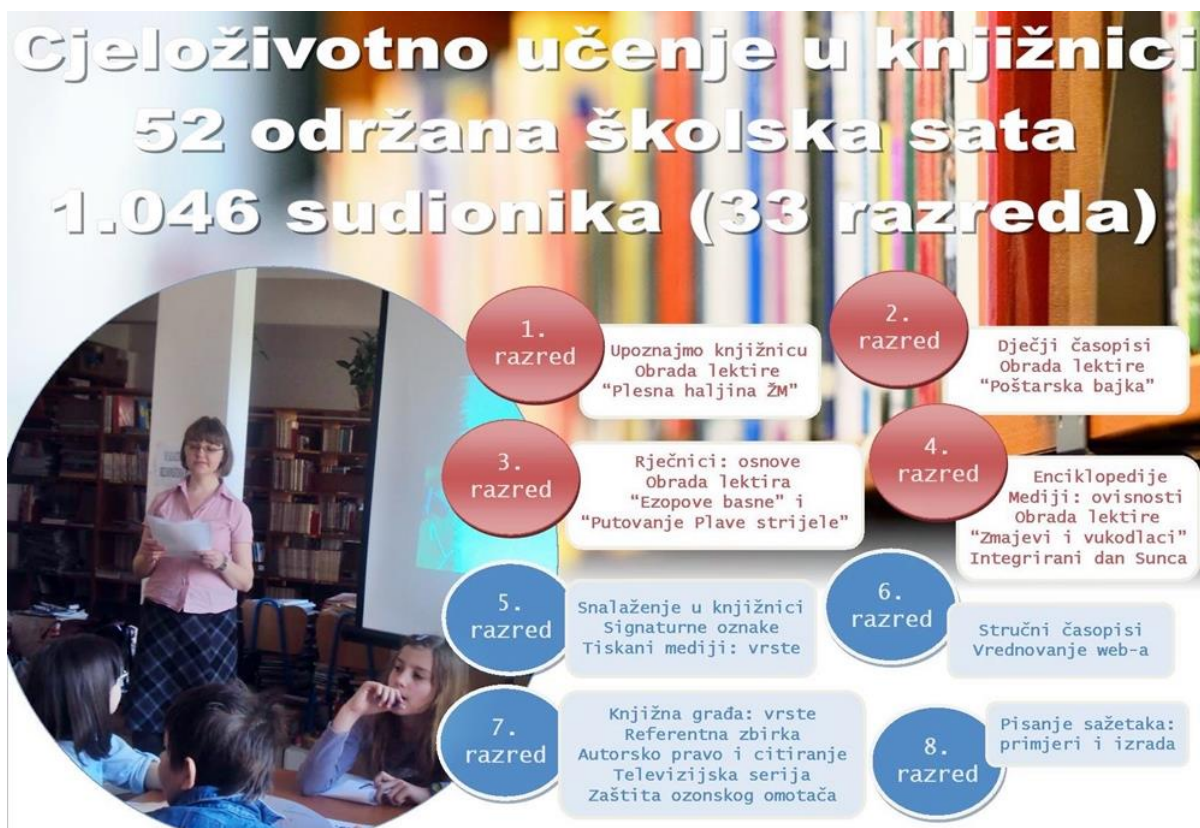 Cjeloživotno učenje u knjižnici
52 održana školska sata
1.046 sudionika (33 razreda)
1.
razred
Upoznajmo knjižnicu
Obrada lektire
“Plesna haljina ŽM”
2.
razred
Dječji časopisi
Obrada lektire
“Poštarska bajka”
3.
razred
Rječnici: osnove
Obrada lektira
“Ezopove basne” i
“Putovanje Plave strijele”
4.
razred
Enciklopedije
Mediji: ovisnosti
Obrada lektire
“Zmajevi i vukodlaci”
Integrirani dan Sunca
5.
razred
Snalaženje u knjižnici
Signaturne oznake
Tiskani mediji: vrste
6.
razred
Stručni časopisi
Vrednovanje web-a
7.
razred
Knjižna građa: vrste
Referentna zbirka
Autorsko pravo i citiranje
Televizijska serija
Zaštita ozonskog omotača
8.
razred
Pisanje sažetaka:
primjeri i izrada